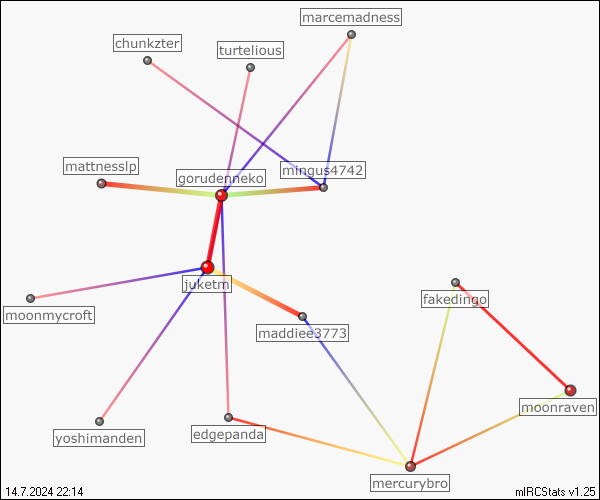 marcemadness
chunkzter
turtelious
mattnesslp
gorudenneko
mingus4742
juketm
fakedingo
moonmycroft
maddiee3773
moonraven
yoshimanden
edgepanda
mercurybro
14.7.2024 22:14
mIRCStats v1.25